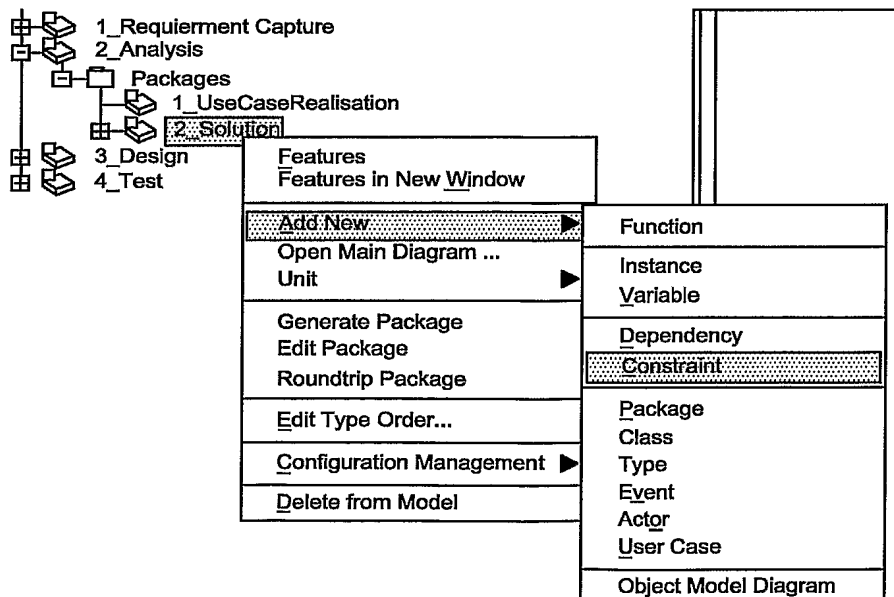 1_Requierment Capture
2_Analysis
Packages
1_UseCaseRealisation
2_Solution
3_Design
4_Test
Features
Features in New Window
Add New
Open Main Diagram ...
Unit
Generate Package
Edit Package
Roundtrip Package
Edit Type Order...
Configuration Management
Delete from Model
Function
Instance
Variable
Dependency
Constraint
Package
Class
Type
Event
Actor
User Case
Object Model Diagram